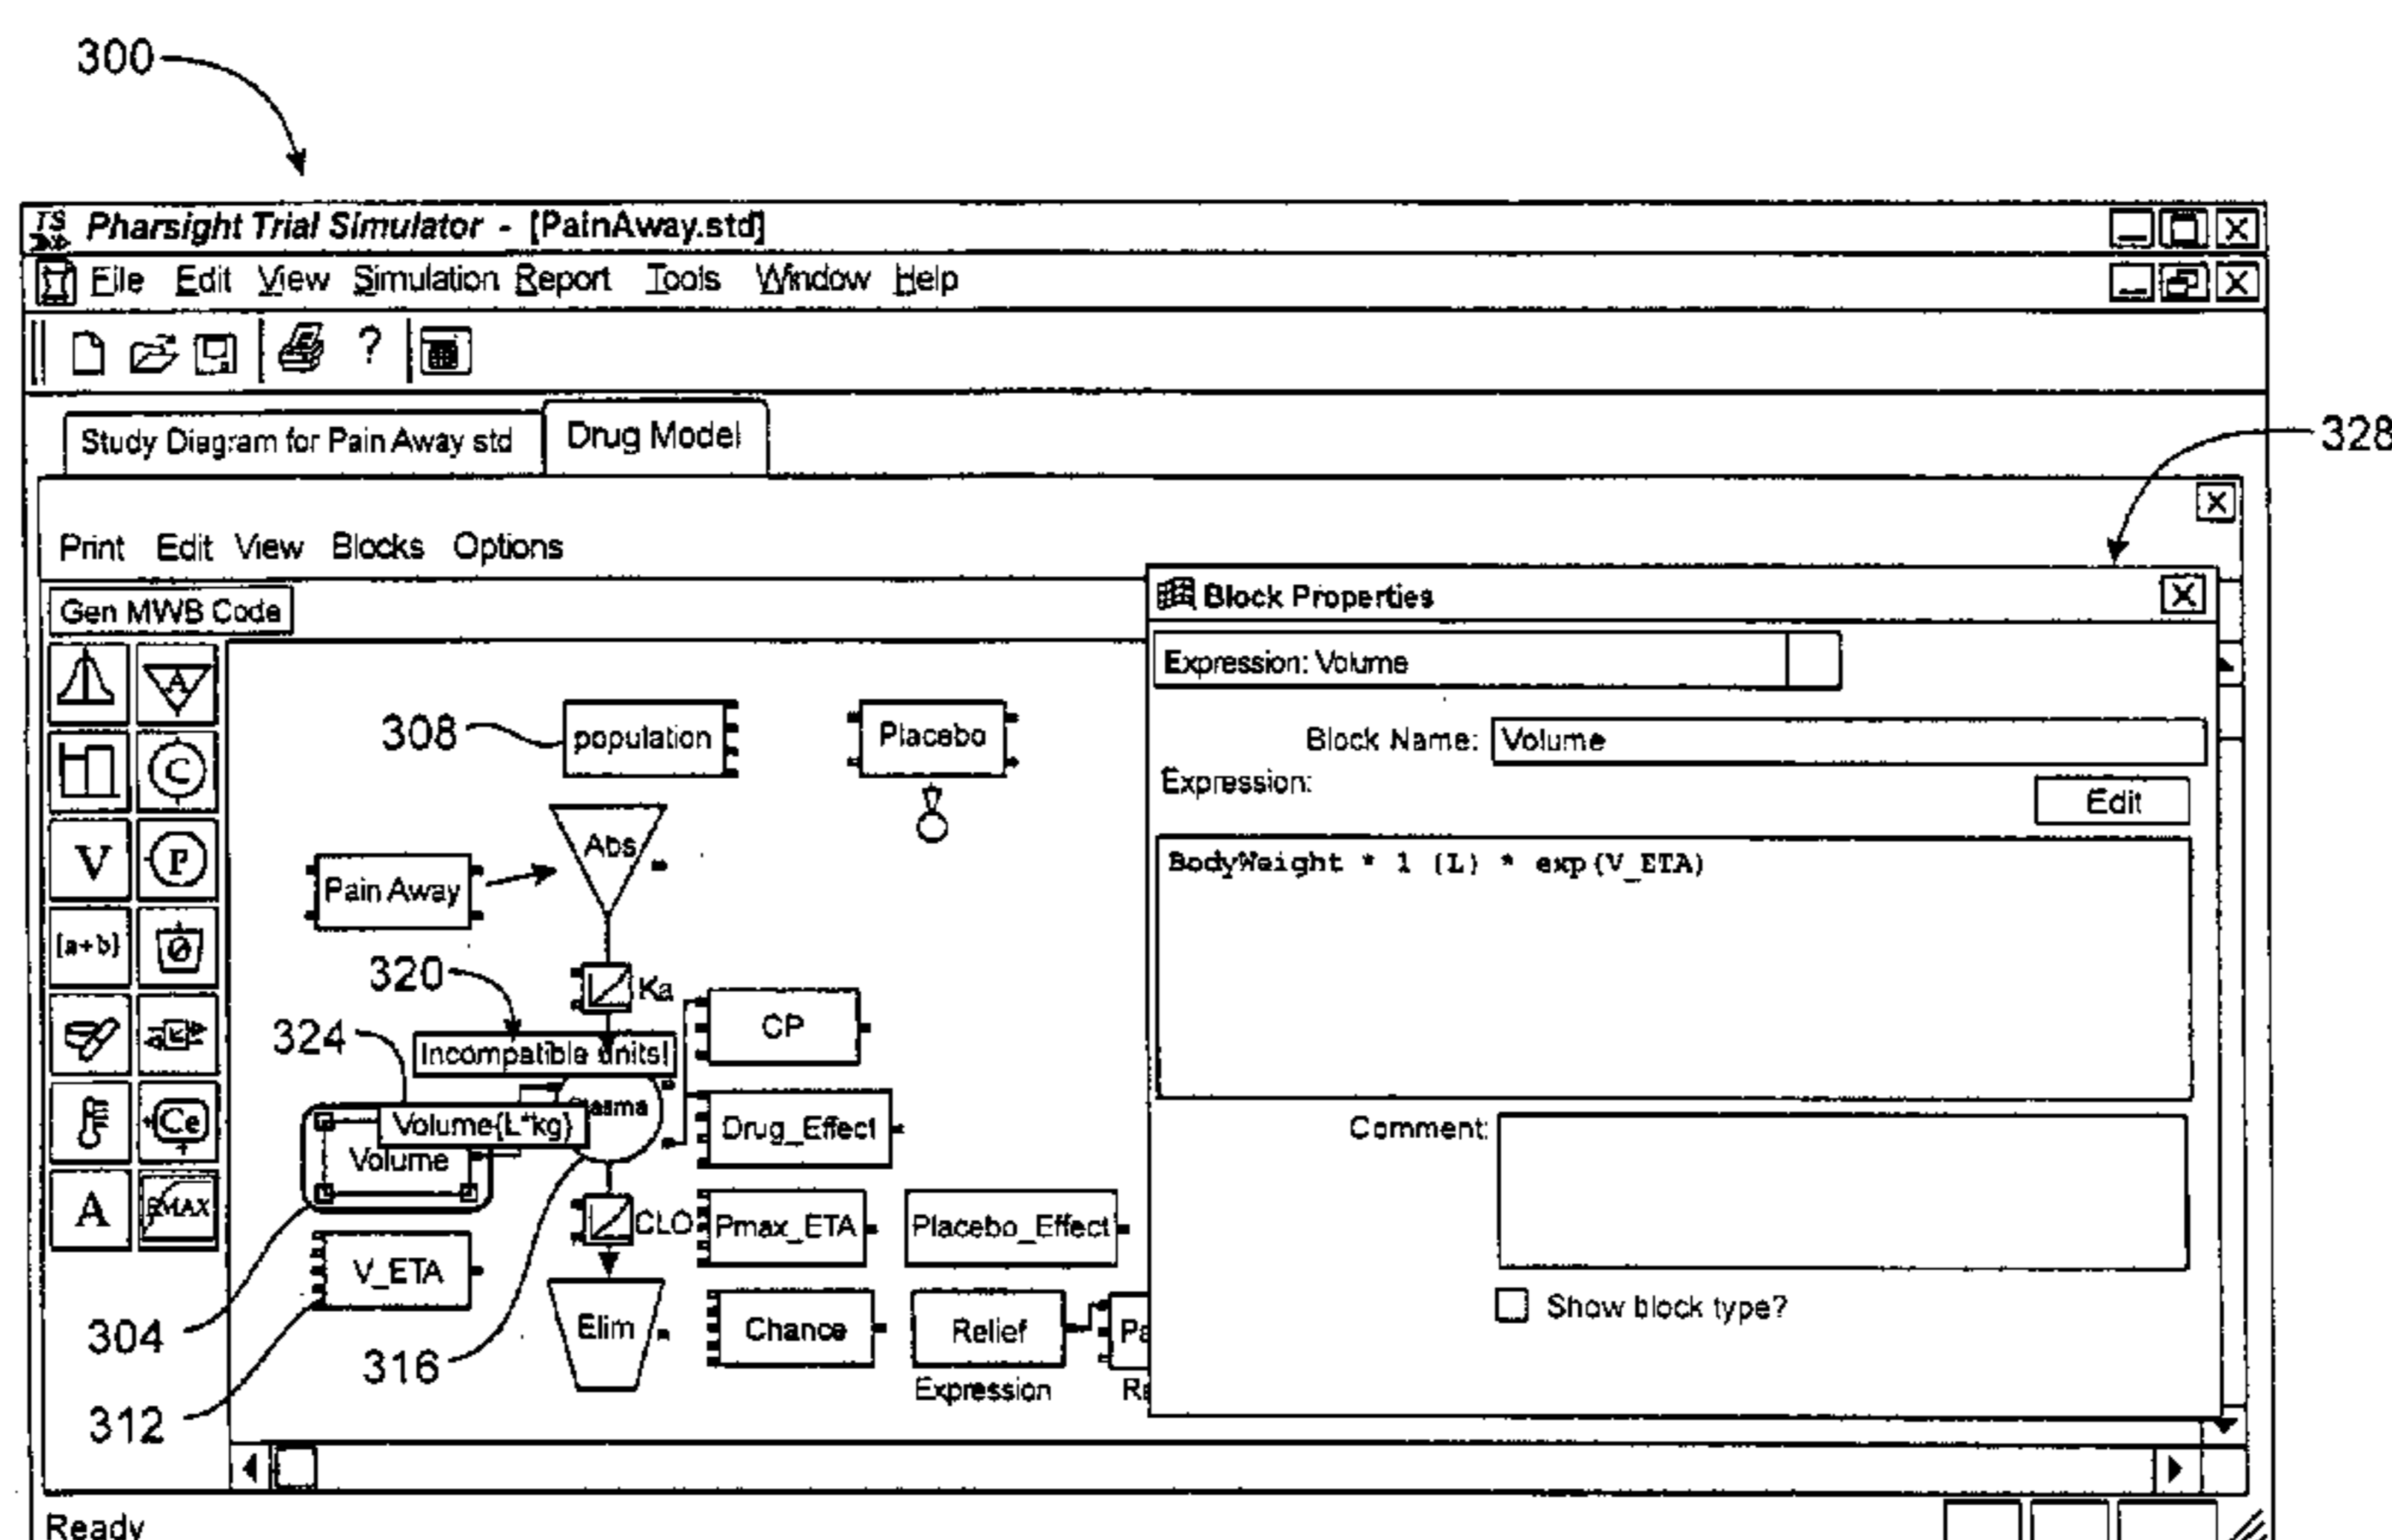 300
TS Pharsight Trial Simulator - [PainAway.std]
File Edit View Simulation Report Tools Window Help
?
Study Diagram for Pain Away std Drug Model
328
Print Edit View Blocks Options
Gen MWB Code
Block Properties
Expression: Volume
Block Name: Volume
Expression:
Edit
BodyWeight * 1 (L) * exp(V_ETA)
Comment:
Show block type?
A
C
V P
{a+b} Ø
Ce
A
308 population Placebo
Abs
Pain Away
320 Ka
324 Incompatible units! CP
Volume{L*kg} Drug_Effect
Volume
CLO Pmax_ETA Placebo_Effect
V_ETA
304 Elim Chance Relief Pa
316
Expression
312
Ready